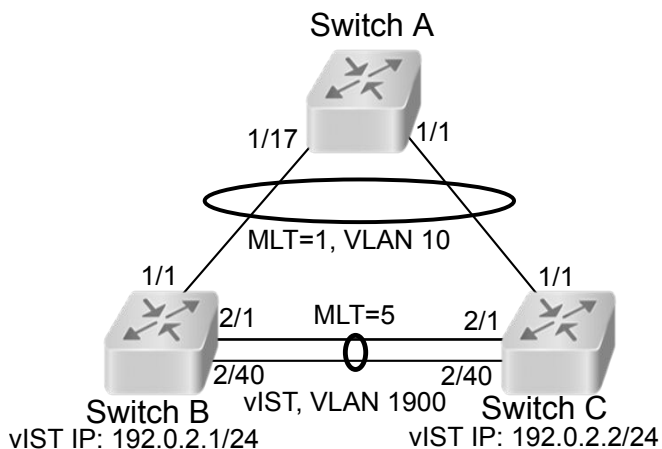 Switch A
1/17
1/1
MLT=1, VLAN 10
1/1
1/1
2/1
MLT=5
2/1
2/40
2/40
vIST, VLAN 1900
Switch B
Switch C
vIST IP: 192.0.2.1/24
vIST IP: 192.0.2.2/24